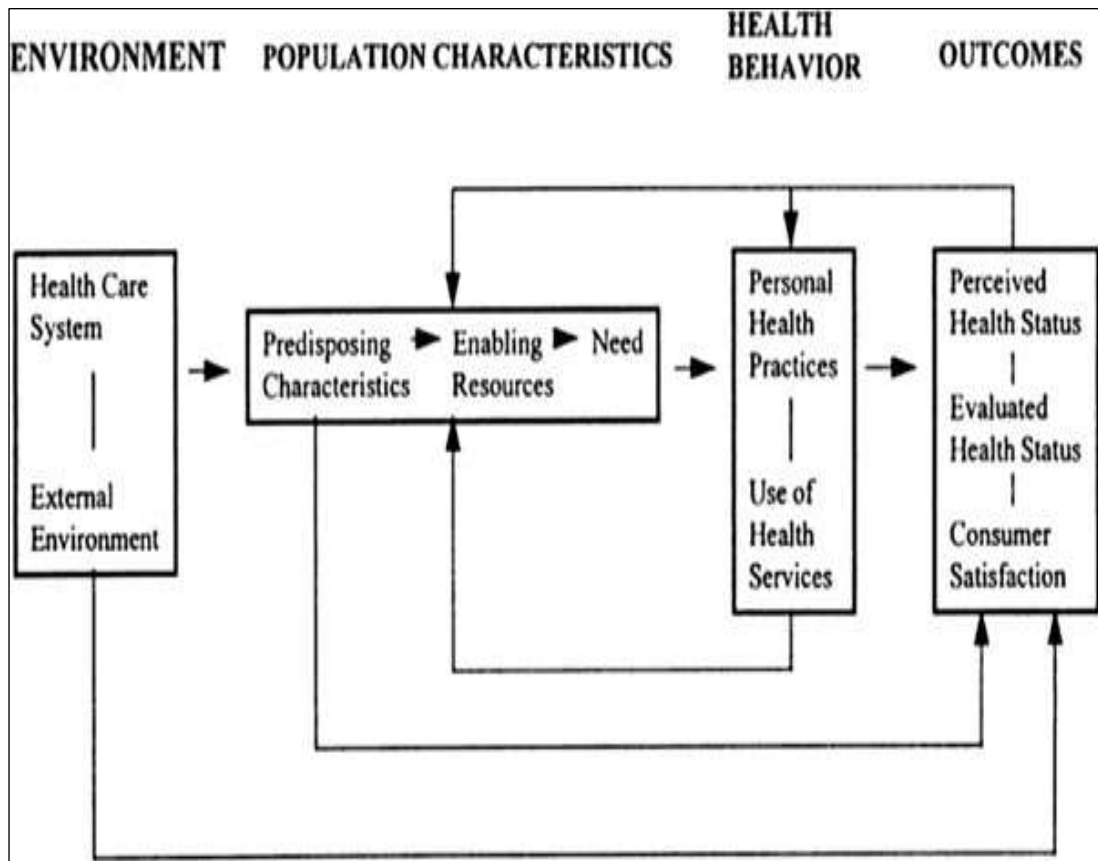 ENVIRONMENT
POPULATION CHARACTERISTICS
HEALTH
BEHAVIOR
OUTCOMES
Health Care
System
External
Environment
Predisposing
Characteristics
Enabling
Resources
Need
Personal
Health
Practices
Use of
Health
Services
Perceived
Health Status
Evaluated
Health Status
Consumer
Satisfaction